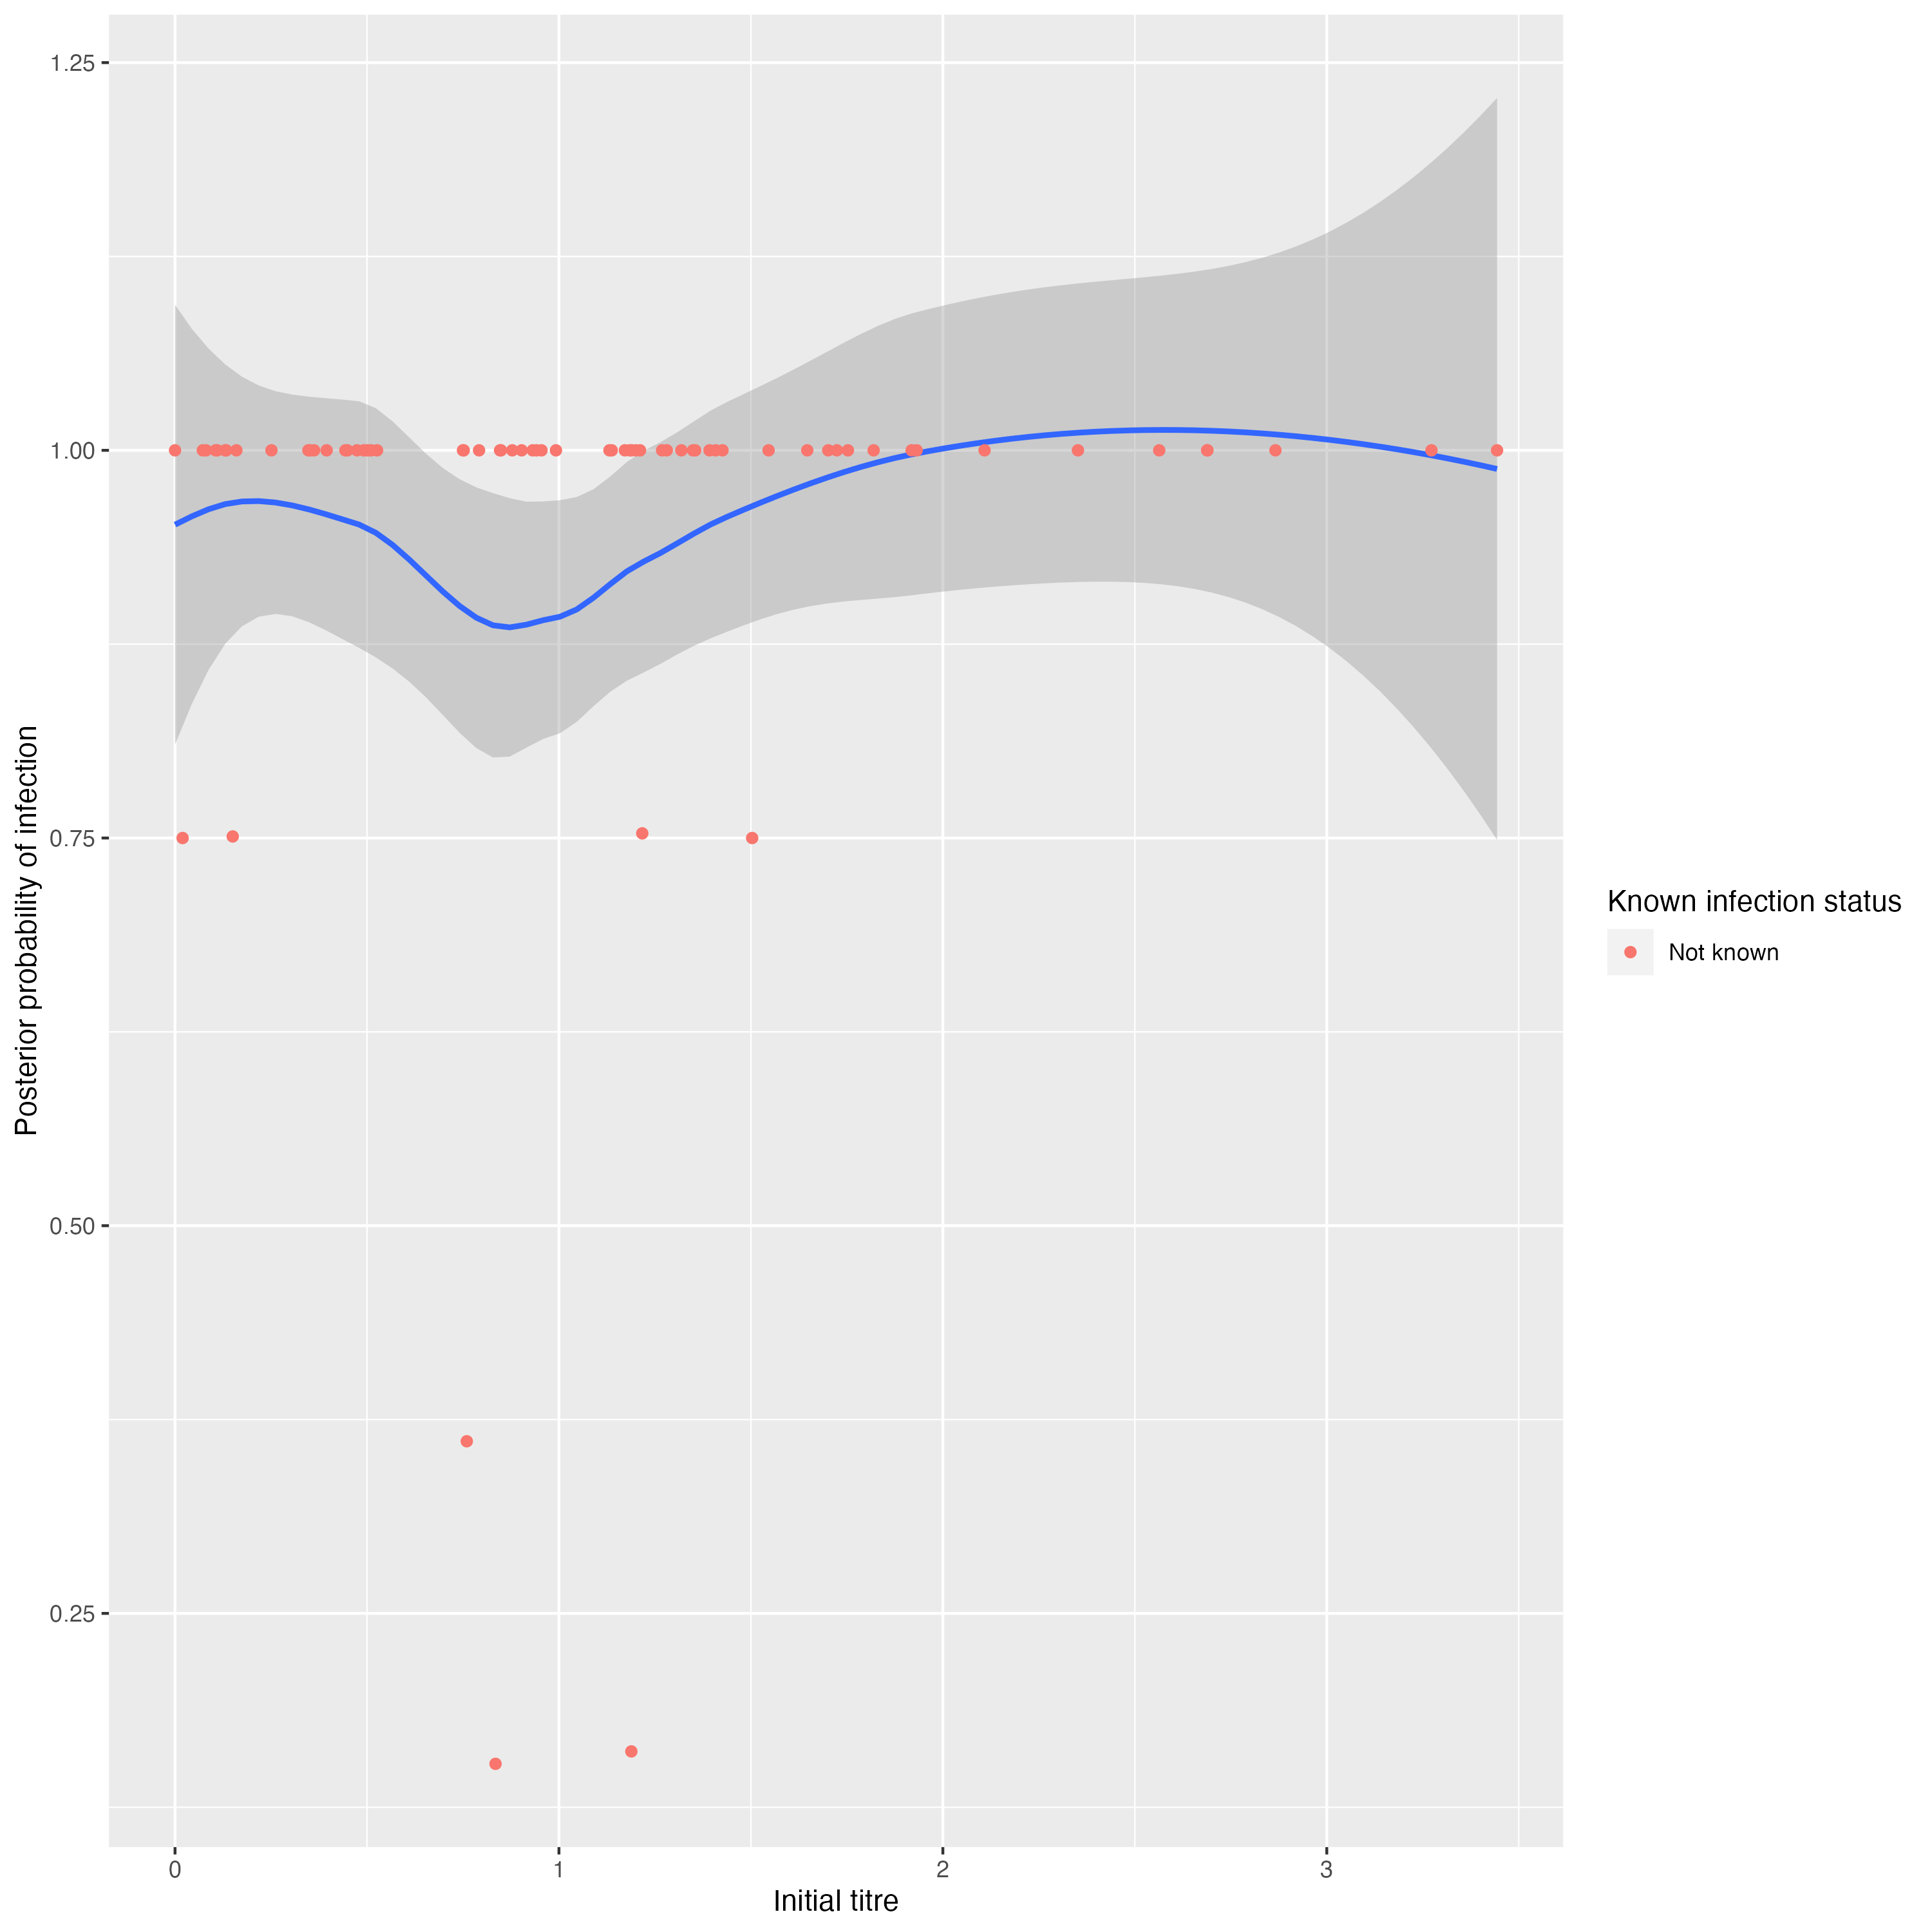 1.25
1.00
0.75
0.50
0.25
Posterior probability of infection
0
1
2
3
Initial titre
Known infection status
Not known